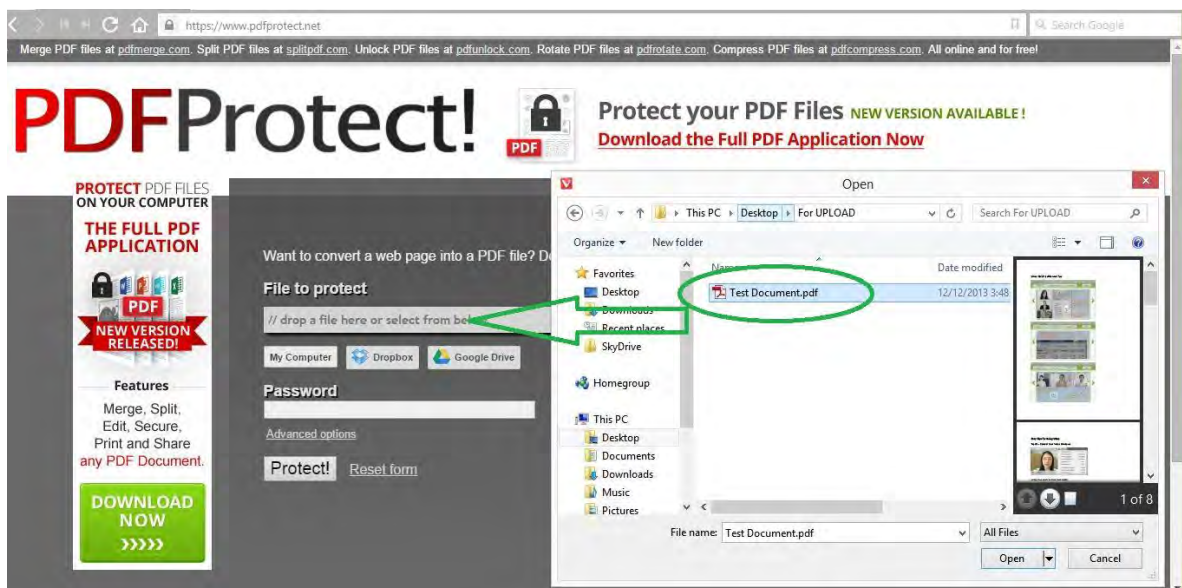 https://www.pdfprotect.net
Search Google
Merge PDF files at pdfmerge.com. Split PDF files at splitpdf.com. Unlock PDF files at pdfunlock.com. Rotate PDF files at pdfrotate.com. Compress PDF files at pdfcompress.com. All online and for free!
PDFProtect!
PDF
Protect your PDF Files NEW VERSION AVAILABLE !
Download the Full PDF Application Now
PROTECT PDF FILES
ON YOUR COMPUTER
THE FULL PDF
APPLICATION
PDF
NEW VERSION
RELEASED!
Features
Merge, Split,
Edit, Secure,
Print and Share
any PDF Document.
DOWNLOAD
NOW
>>>>>
Want to convert a web page into a PDF file?
File to protect
// drop a file here or select from
My Computer
Dropbox
Google Drive
Password
Advanced options
Protect!
Reset form
Open
This PC
Desktop
For UPLOAD
Search For UPLOAD
Organize
New folder
Name
Date modified
Favorites
Desktop
Downloads
Recent places
SkyDrive
Homegroup
This PC
Desktop
Documents
Downloads
Music
Pictures
Test Document.pdf
12/12/2013 3:48
1 of 8
File name: Test Document.pdf
All Files
Open
Cancel